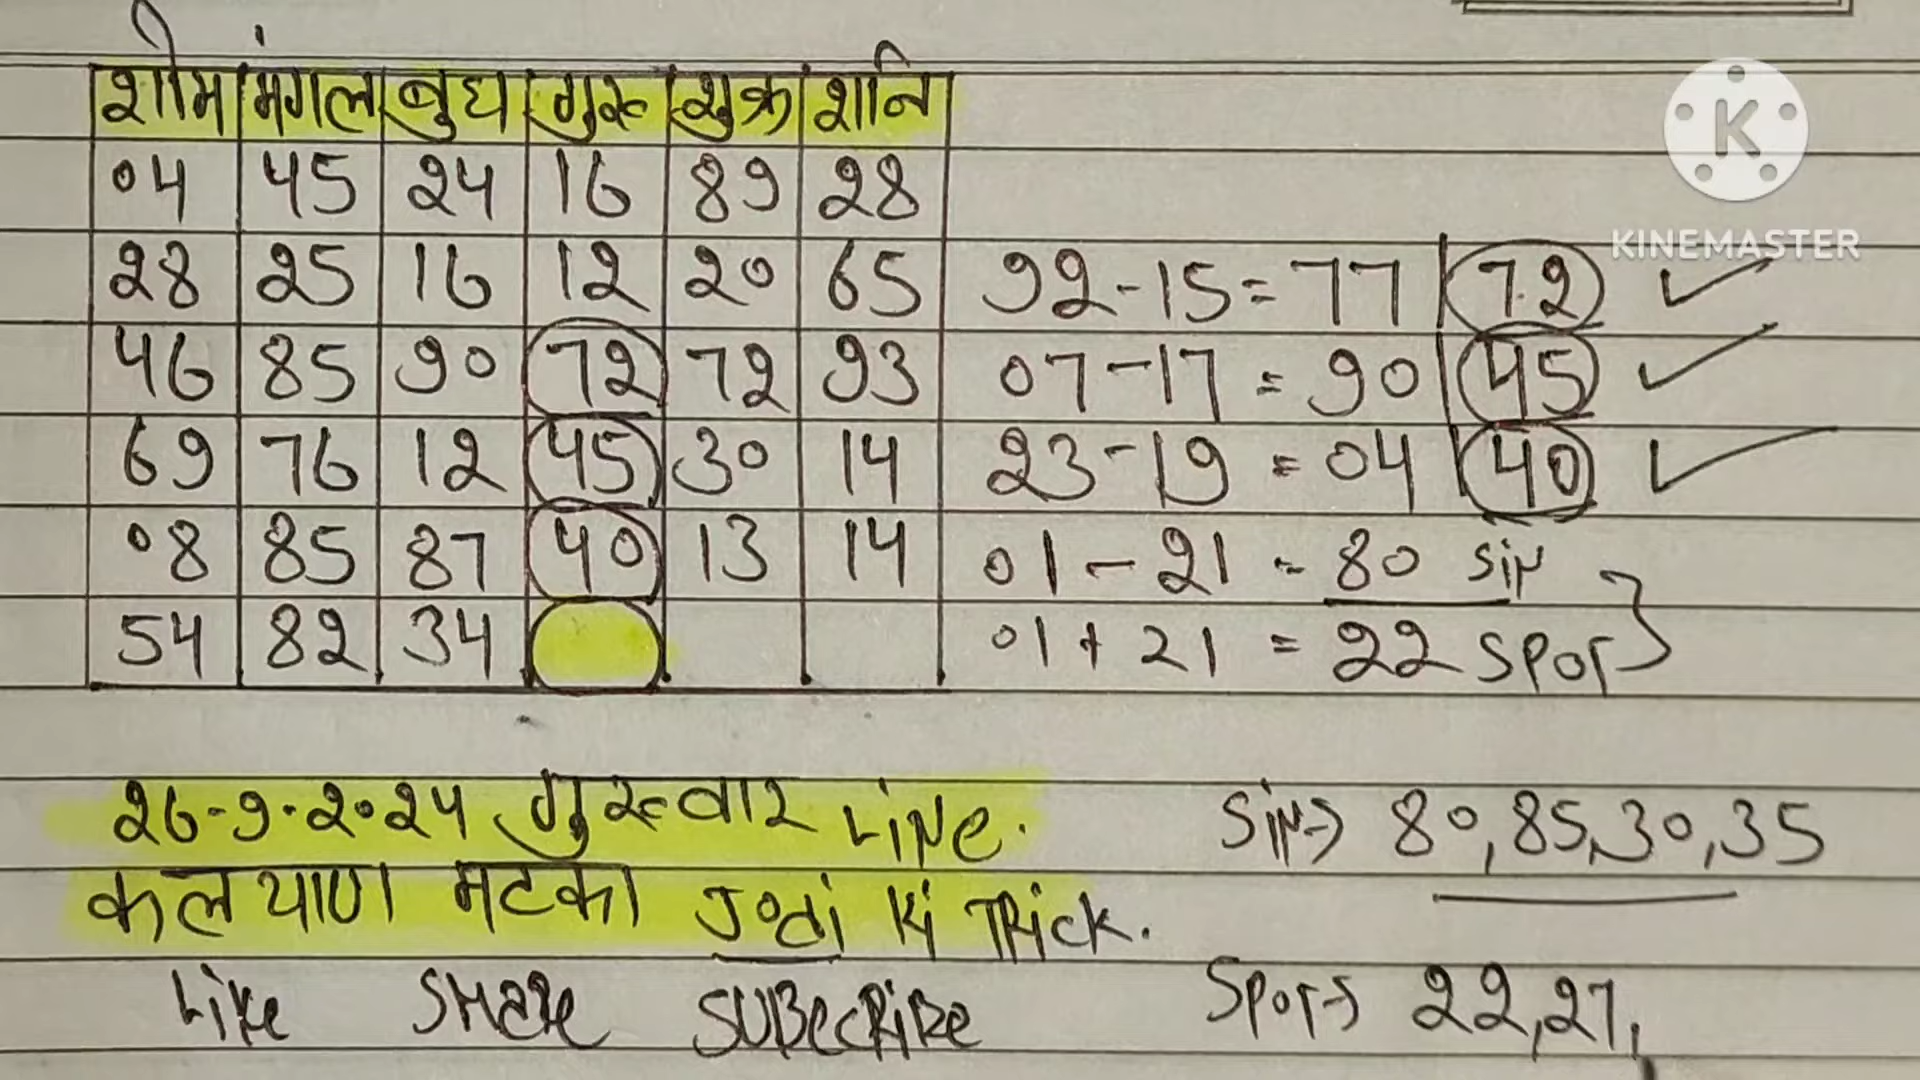 शोम मंगल बुध गुरू शुक्र शनि
04 45 24 16 89 28
28 25 16 12 20 65 92-15=77 72
46 85 90 72 72 93 07-17=90 45
69 76 12 45 30 14 23-19=04 40
08 85 87 40 13 14 01-21=80 Sin
54 82 34 01+21=22 SPOT
26-9-2024 गुरूवार LiNe. Sin→ 80,85,30,35
कलयाण मटका Jodi Ki TRicK.
Like SHaRe SUBScRiBe Spot→ 22,27,
KINEMASTER